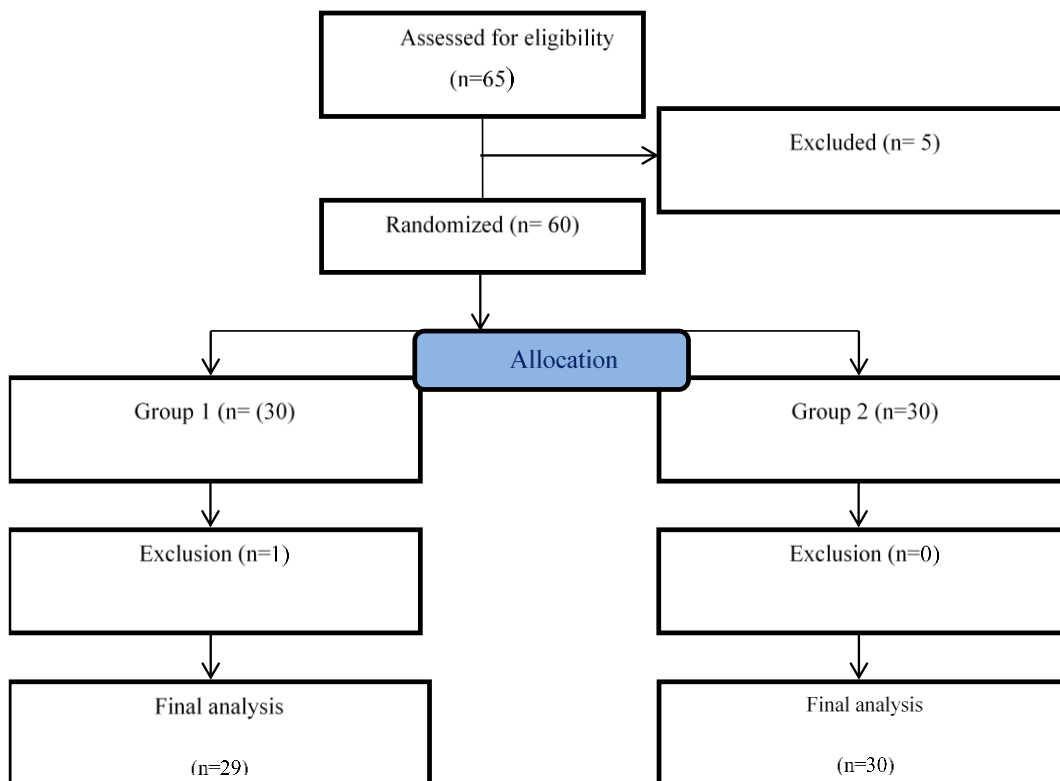 Assessed for eligibility
(n=65)
Excluded (n= 5)
Randomized (n= 60)
Allocation
Group 1 (n= (30)
Group 2 (n=30)
Exclusion (n=1)
Exclusion (n=0)
Final analysis
(n=29)
Final analysis
(n=30)